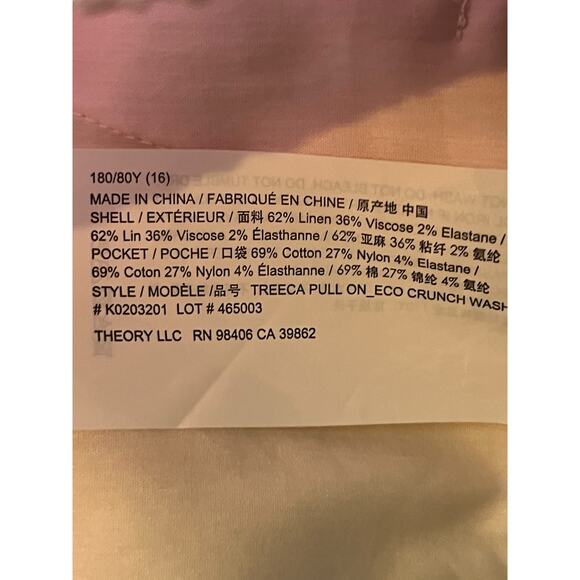 180/80Y (16)
MADE IN CHINA / FABRIQUÉ EN CHINE / 原产地 中国
SHELL / EXTÉRIEUR / 面料 62% Linen 36% Viscose 2% Elastane /
62% Lin 36% Viscose 2% Élasthanne / 62% 亚麻 36% 粘纤 2% 氨纶
POCKET / POCHE / 口袋 69% Cotton 27% Nylon 4% Elastane /
69% Coton 27% Nylon 4% Élasthanne / 69% 棉 27% 锦纶 4% 氨纶
STYLE / MODÈLE /品号 TREECA PULL ON_ECO CRUNCH WASH
# K0203201 LOT # 465003
THEORY LLC RN 98406 CA 39862